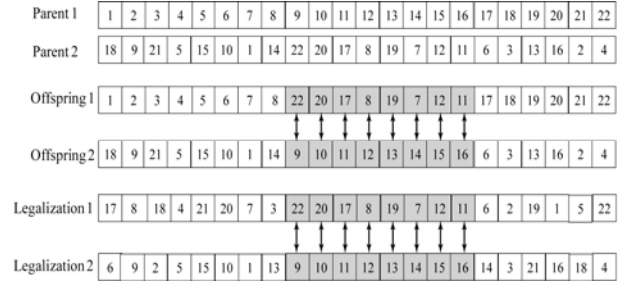 Parent 1 1 2 3 4 5 6 7 8 9 10 11 12 13 14 15 16 17 18 19 20 21 22
Parent 2 18 9 21 5 15 10 1 14 22 20 17 8 19 7 12 11 6 3 13 16 2 4
Offspring 1 1 2 3 4 5 6 7 8 22 20 17 8 19 7 12 11 17 18 19 20 21 22
Offspring 2 18 9 21 5 15 10 1 14 9 10 11 12 13 14 15 16 6 3 13 16 2 4
Legalization 1 17 8 18 4 21 20 7 3 22 20 17 8 19 7 12 11 6 2 19 1 5 22
Legalization 2 6 9 2 5 15 10 1 13 9 10 11 12 13 14 15 16 14 3 21 16 18 4